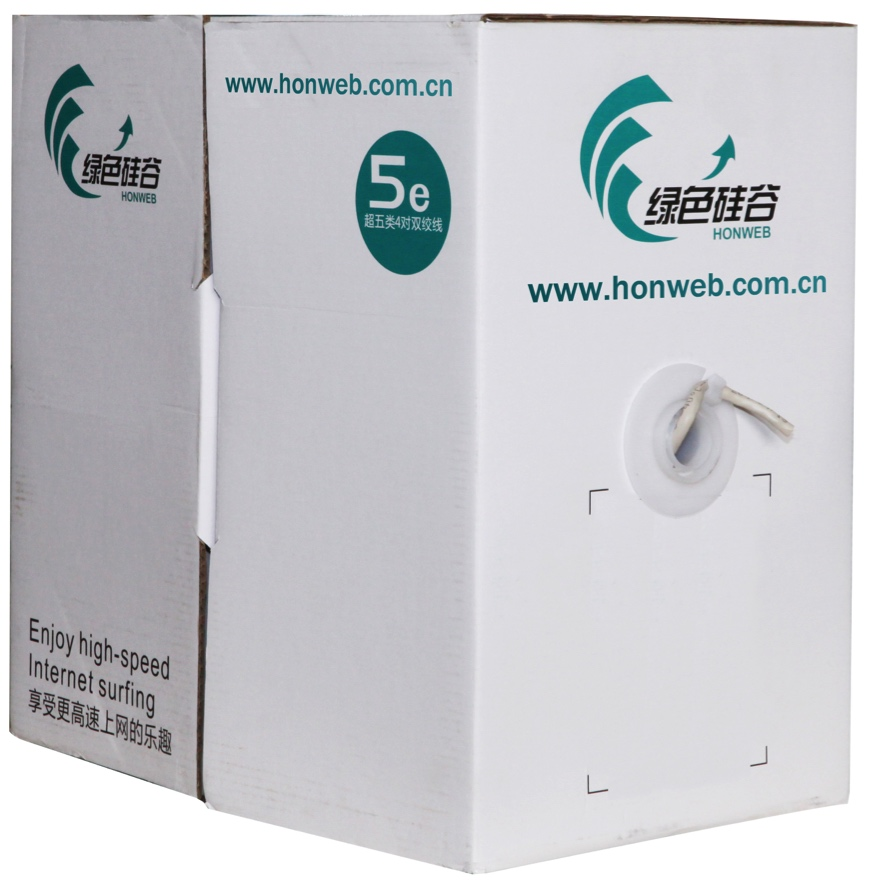 绿色硅谷
HONWEB
Enjoy high-speed
Internet surfing
享受更高速上网的乐趣
www.honweb.com.cn
5e
超五类4对双绞线
绿色硅谷
HONWEB
www.honweb.com.cn